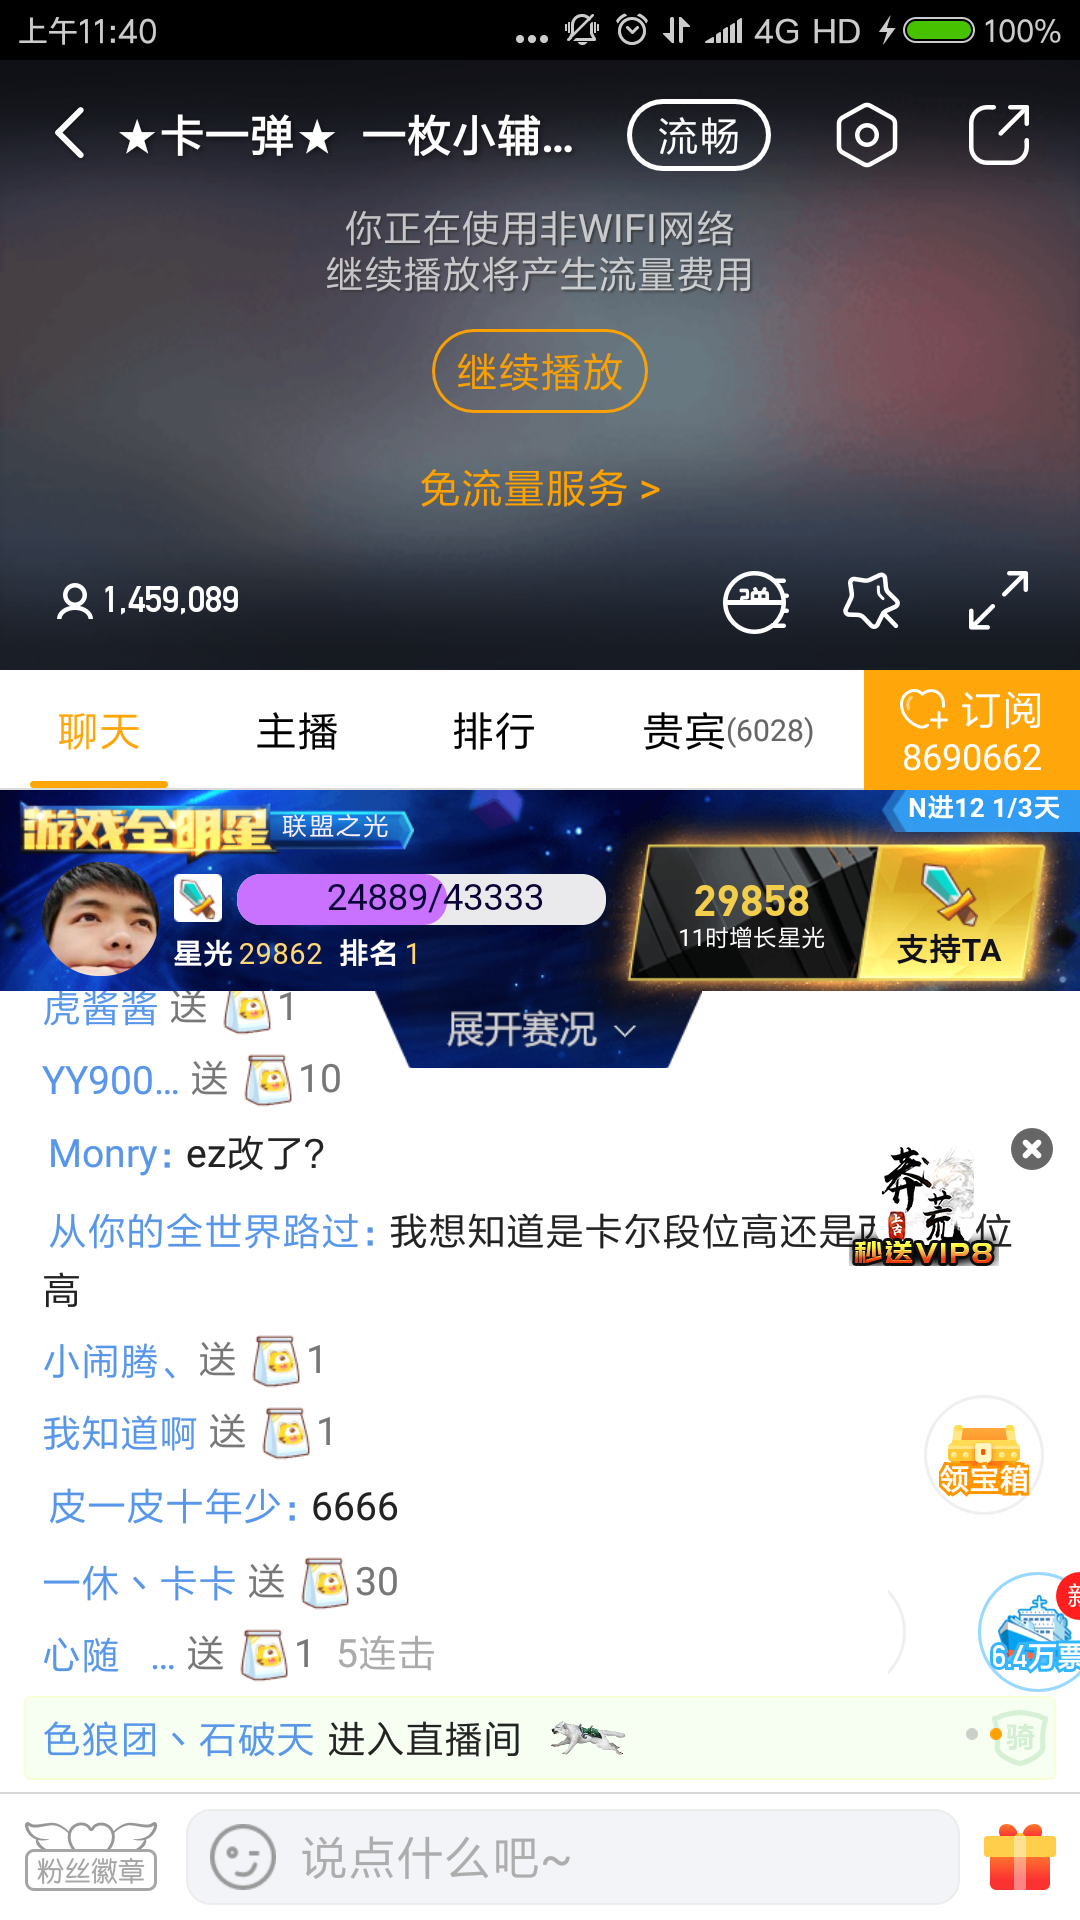 上午11:40
... 4G HD 100%
★卡一弹★ 一枚小辅...
流畅
你正在使用非WIFI网络
继续播放将产生流量费用
继续播放
免流量服务 >
1,459,089
聊天 主播 排行 贵宾(6028)
订阅
8690662
游戏全明星 联盟之光
N进12 1/3天
24889/43333
星光 29862 排名 1
29858
11时增长星光
支持TA
虎酱酱 送 1
展开赛况
YY900... 送 10
Monry: ez改了?
从你的全世界路过: 我想知道是卡尔段位高还是 位
高
莽荒
上古
秒送VIP8
小闹腾、送 1
我知道啊 送 1
领宝箱
皮一皮十年少: 6666
一休丶卡卡 送 30
心随 ... 送 1 5连击
新
6.4万票
色狼团丶石破天 进入直播间
骑
粉丝徽章
说点什么吧~